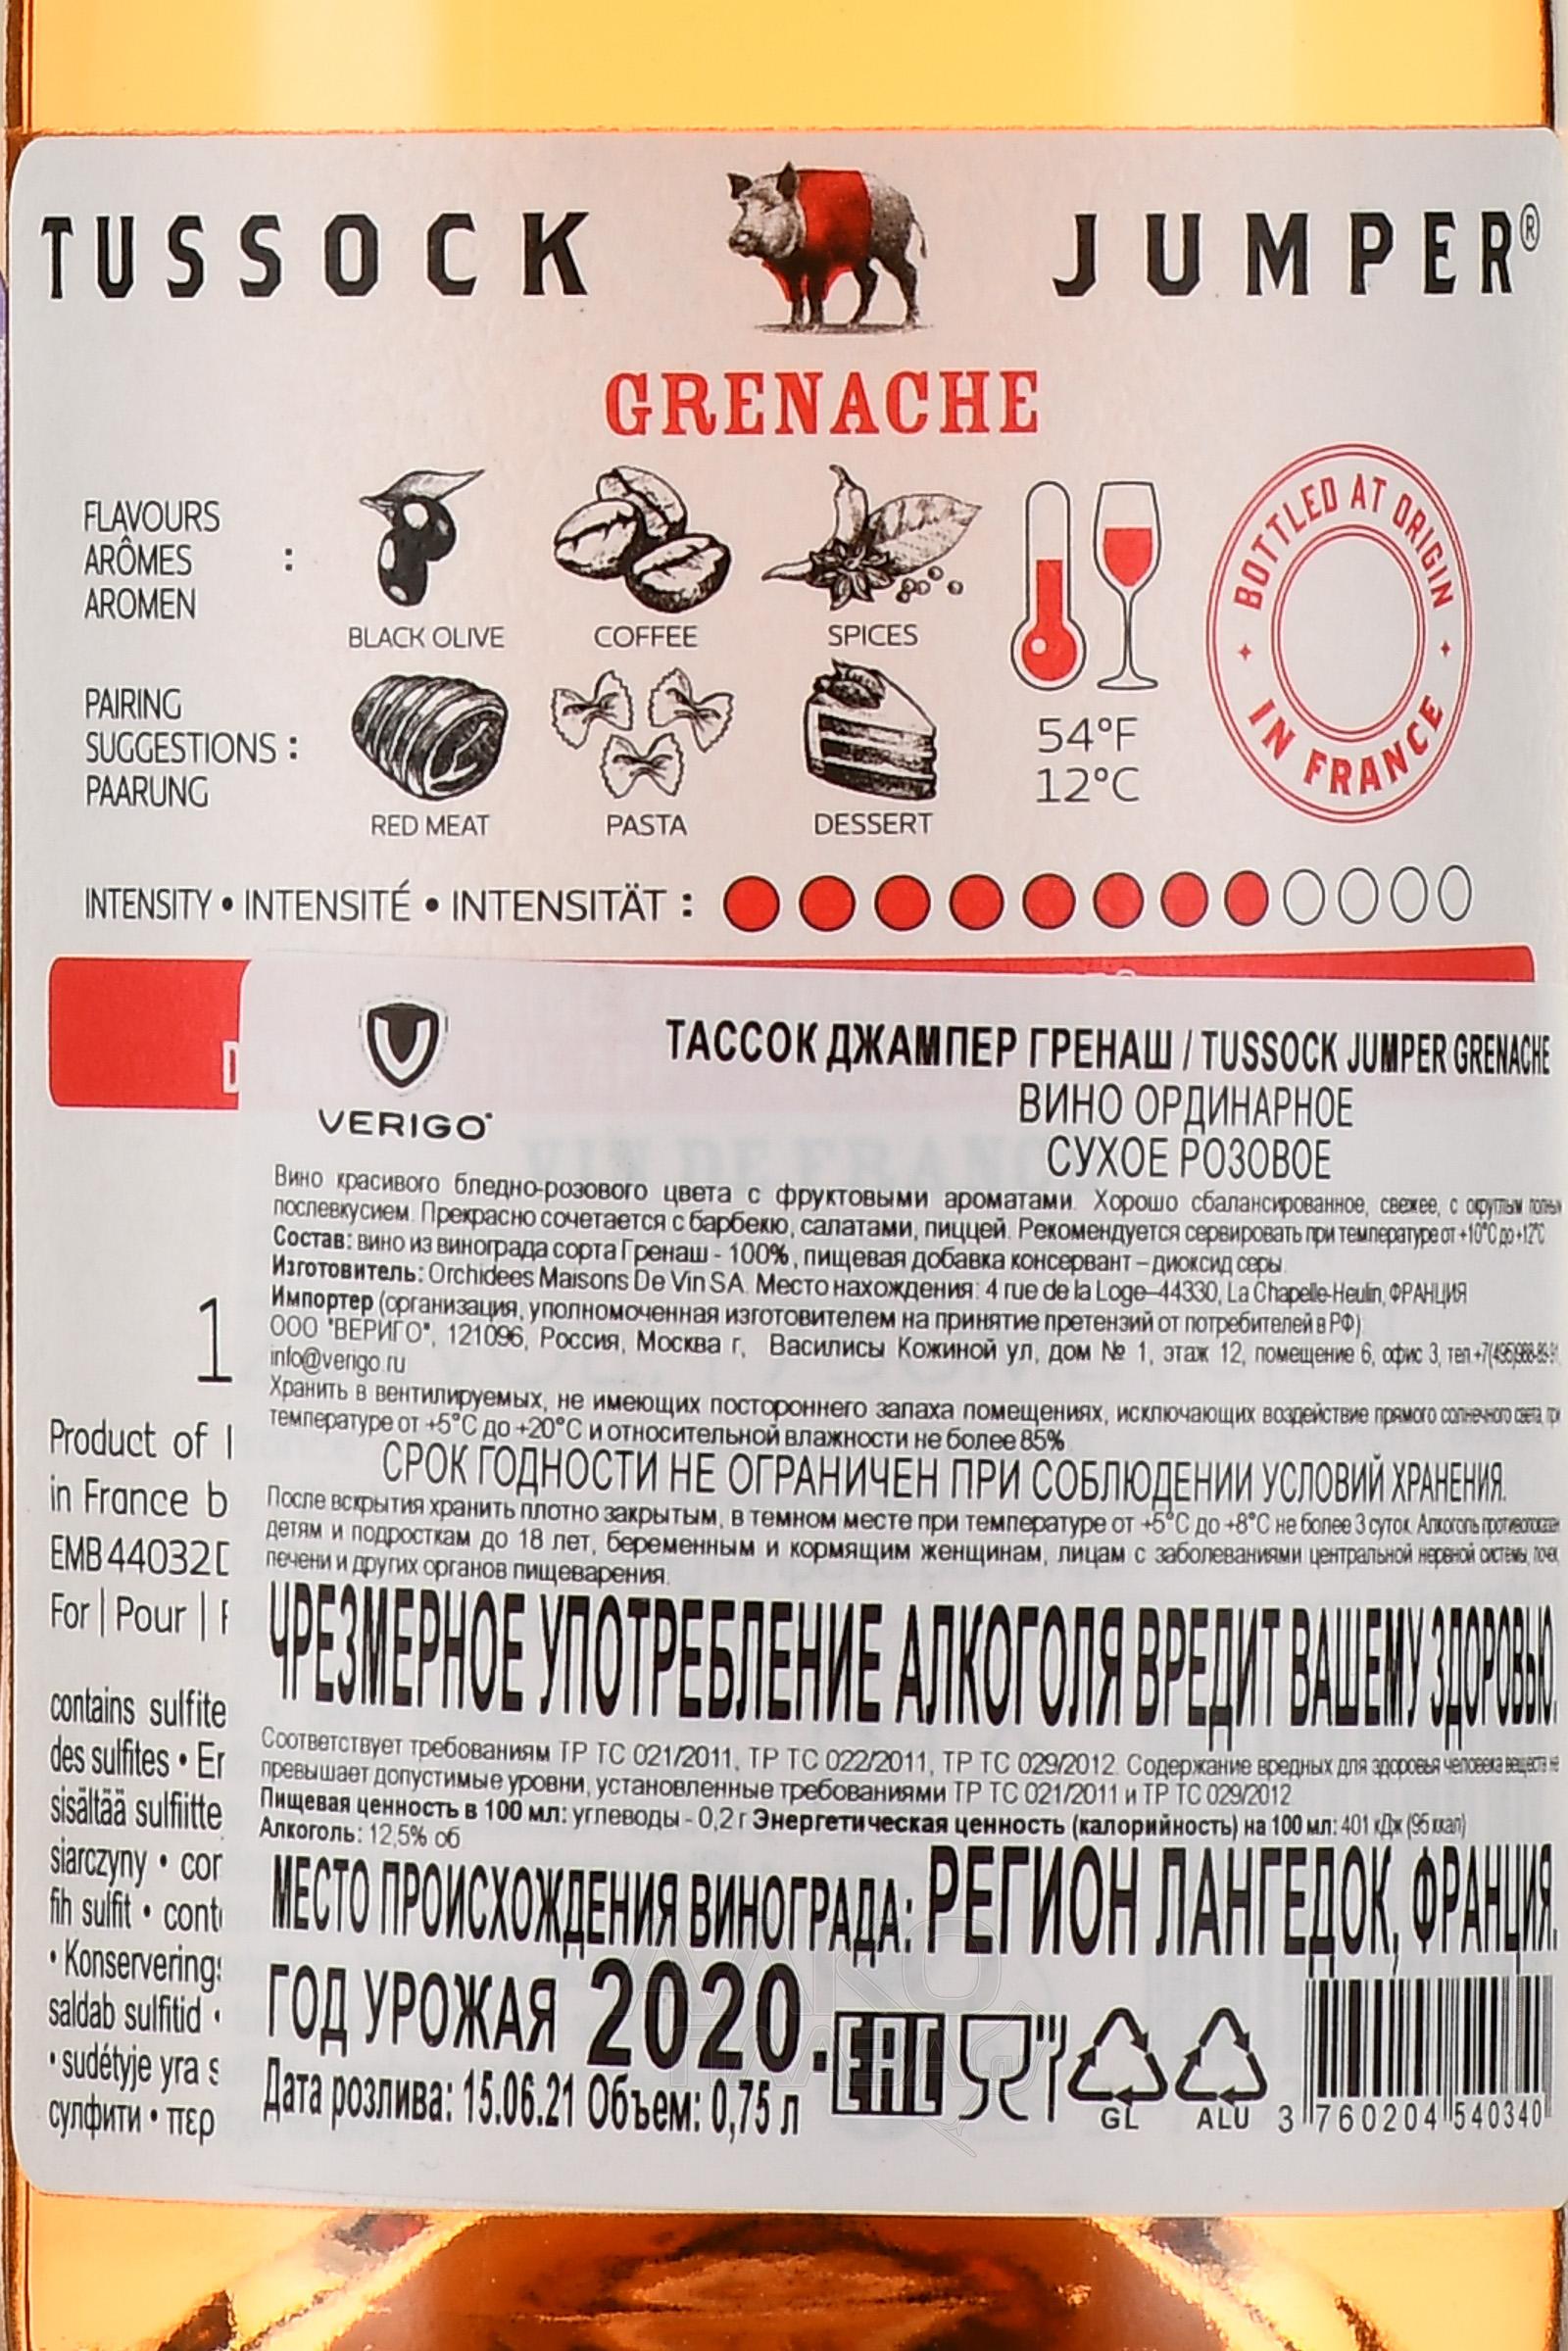 TUSSOCK JUMPER®
GRENACHE
FLAVOURS
ARÔMES :
AROMEN
BLACK OLIVE COFFEE SPICES
PAIRING
SUGGESTIONS :
PAARUNG
RED MEAT PASTA DESSERT
54°F
12°C
BOTTLED AT ORIGIN
IN FRANCE
INTENSITY • INTENSITÉ • INTENSITÄT :
VERIGO
ТАССОК ДЖАМПЕР ГРЕНАШ / TUSSOCK JUMPER GRENACHE
ВИНО ОРДИНАРНОЕ
СУХОЕ РОЗОВОЕ
VIN DE FRANC
Вино красивого бледно-розового цвета с фруктовыми ароматами. Хорошо сбалансированное, свежее, с округлым
послевкусием. Прекрасно сочетается с барбекю, салатами, пиццей. Рекомендуется сервировать при температуре от +10°C до +12°C
Состав: вино из винограда сорта Гренаш - 100%, пищевая добавка консервант – диоксид серы.
Изготовитель: Orchidees Maisons De Vin SA. Место нахождения: 4 rue de la Loge–44330, La Chapelle-Heulin, ФРАНЦИЯ
Импортер (организация, уполномоченная изготовителем на принятие претензий от потребителей в РФ):
ООО "ВЕРИГО", 121096, Россия, Москва г, Василисы Кожиной ул, дом № 1, этаж 12, помещение 6, офис 3, тел.+7(495)988-89-91
info@verigo.ru
Хранить в вентилируемых, не имеющих постороннего запаха помещениях, исключающих воздействие прямого солнечного света, при
температуре от +5°C до +20°C и относительной влажности не более 85%
СРОК ГОДНОСТИ НЕ ОГРАНИЧЕН ПРИ СОБЛЮДЕНИИ УСЛОВИЙ ХРАНЕНИЯ.
После вскрытия хранить плотно закрытым, в темном месте при температуре от +5°C до +8°C не более 3 суток. Алкоголь противопоказан
детям и подросткам до 18 лет, беременным и кормящим женщинам, лицам с заболеваниями центральной нервной системы, почек,
печени и других органов пищеварения.
ЧРЕЗМЕРНОЕ УПОТРЕБЛЕНИЕ АЛКОГОЛЯ ВРЕДИТ ВАШЕМУ ЗДОРОВЬЮ.
Соответствует требованиям ТР ТС 021/2011, ТР ТС 022/2011, ТР ТС 029/2012. Содержание вредных для здоровья человека веществ не
превышает допустимые уровни, установленные требованиями ТР ТС 021/2011 и ТР ТС 029/2012
Пищевая ценность в 100 мл: углеводы - 0,2 г Энергетическая ценность (калорийность) на 100 мл: 401 кДж (95 ккал)
Алкоголь: 12,5% об
МЕСТО ПРОИСХОЖДЕНИЯ ВИНОГРАДА: РЕГИОН ЛАНГЕДОК, ФРАНЦИЯ.
ГОД УРОЖАЯ 2020.
Дата розлива: 15.06.21 Объем: 0,75 л
EAC
GL ALU
3 760204 540340
D
1
Product of
in France b
EMB 44032
For | Pour |
contains sulfite
des sulfites • Er
sisältää sulfiitte
siarczyny • cor
fih sulfit • conti
• Konservering
saldab sulfitid •
• sudėtyje yra s
сулфити • περ